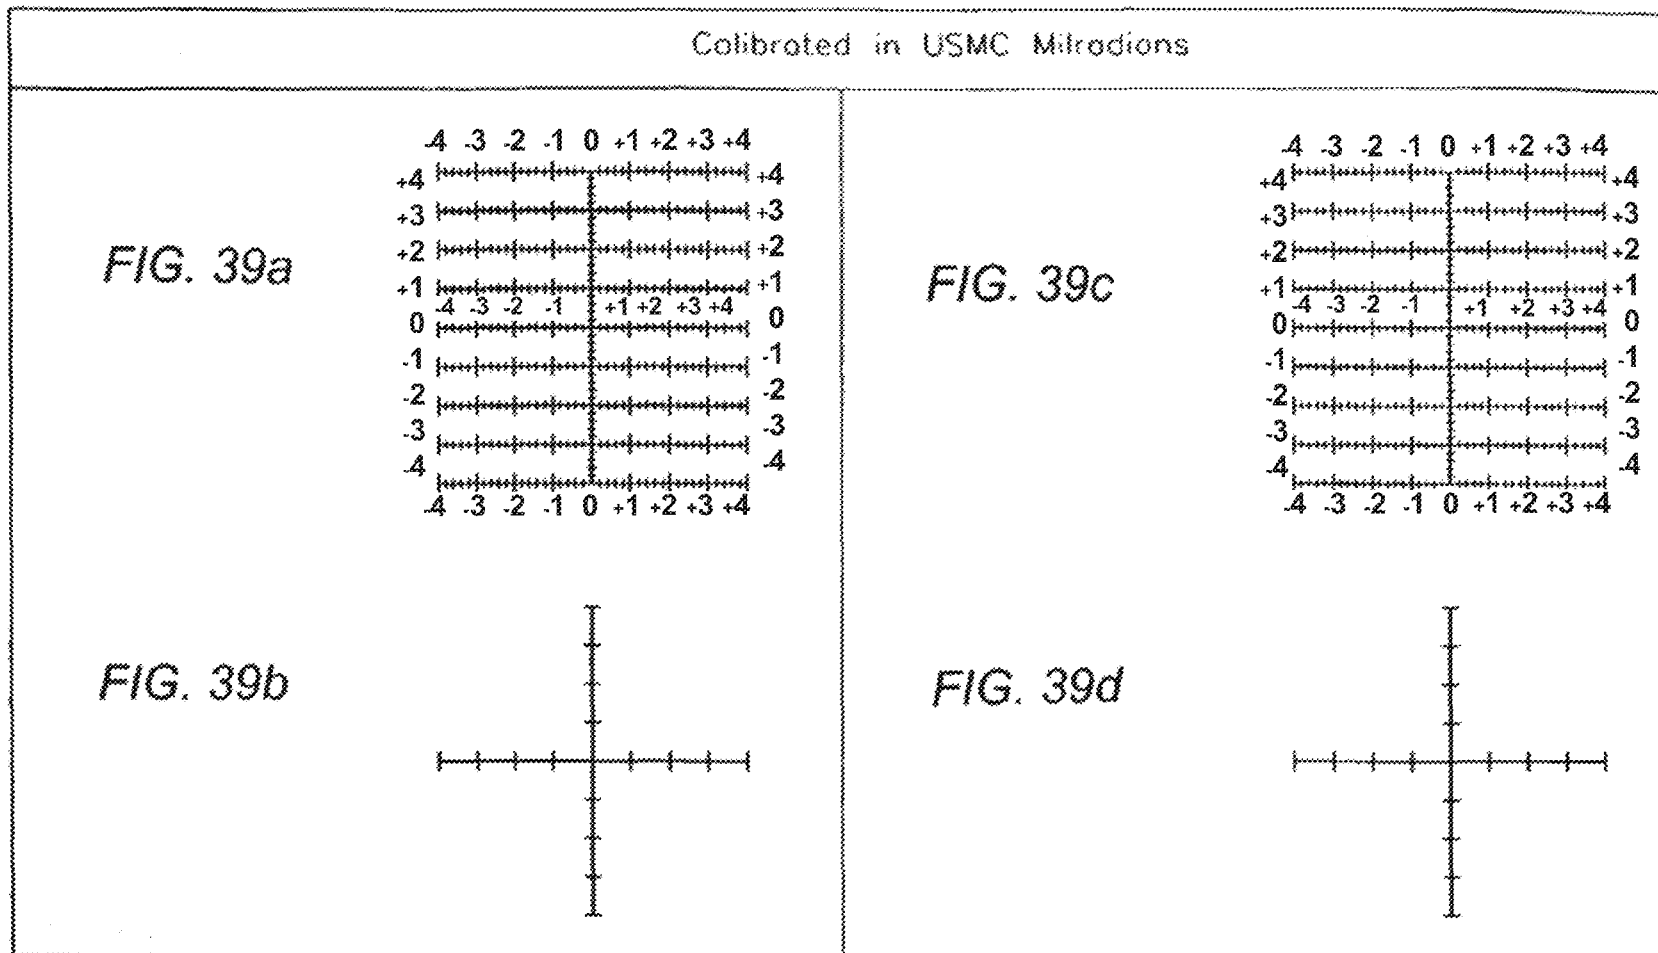 Calibrated in USMC Milradians
FIG. 39a
-4 -3 -2 -1 0 +1 +2 +3 +4
+4 +4
+3 +3
+2 +2
+1 +1
-4 -3 -2 -1 +1 +2 +3 +4
0 0
-1 -1
-2 -2
-3 -3
-4 -4
-4 -3 -2 -1 0 +1 +2 +3 +4
FIG. 39c
-4 -3 -2 -1 0 +1 +2 +3 +4
+4 +4
+3 +3
+2 +2
+1 +1
-4 -3 -2 -1 +1 +2 +3 +4
0 0
-1 -1
-2 -2
-3 -3
-4 -4
-4 -3 -2 -1 0 +1 +2 +3 +4
FIG. 39b
FIG. 39d